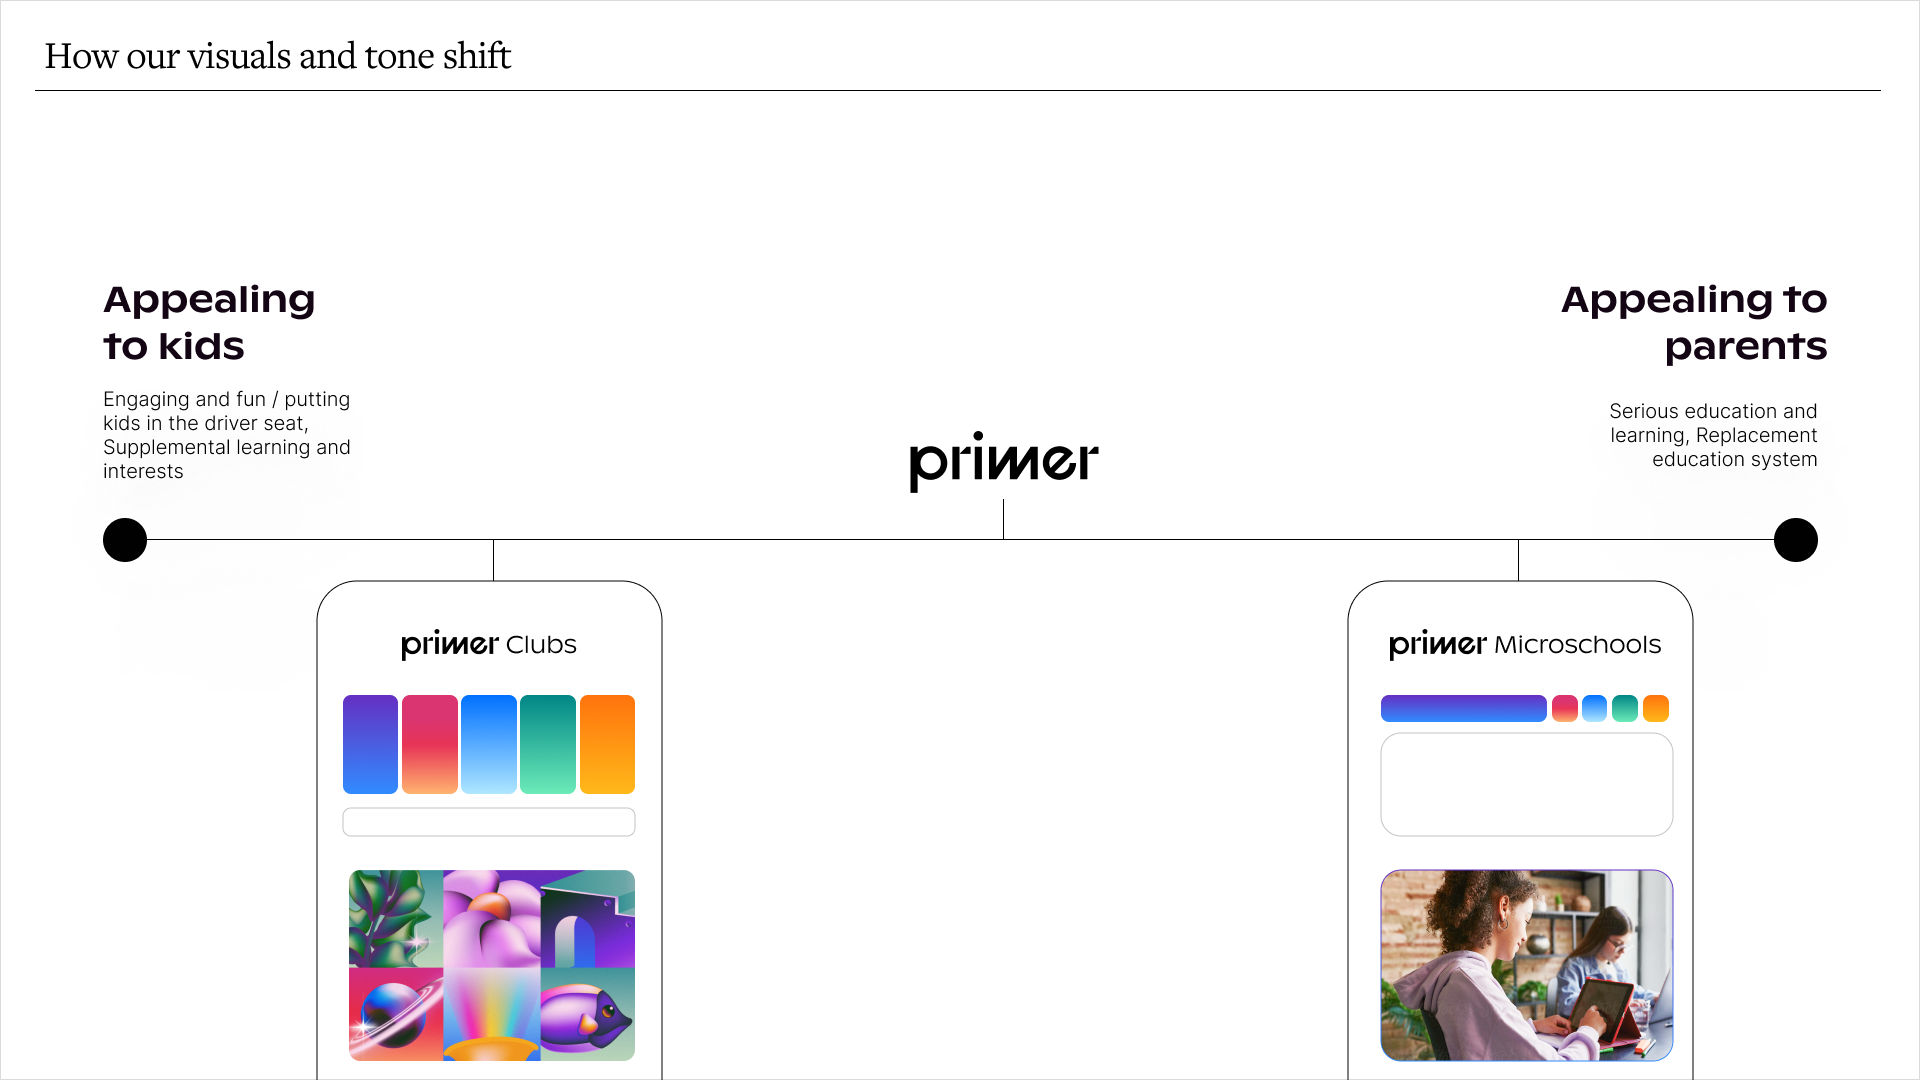 How our visuals and tone shift
Appealing
to kids
Engaging and fun / putting
kids in the driver seat,
Supplemental learning and
interests
primer
Appealing to
parents
Serious education and
learning, Replacement
education system
primer Clubs
primer Microschools